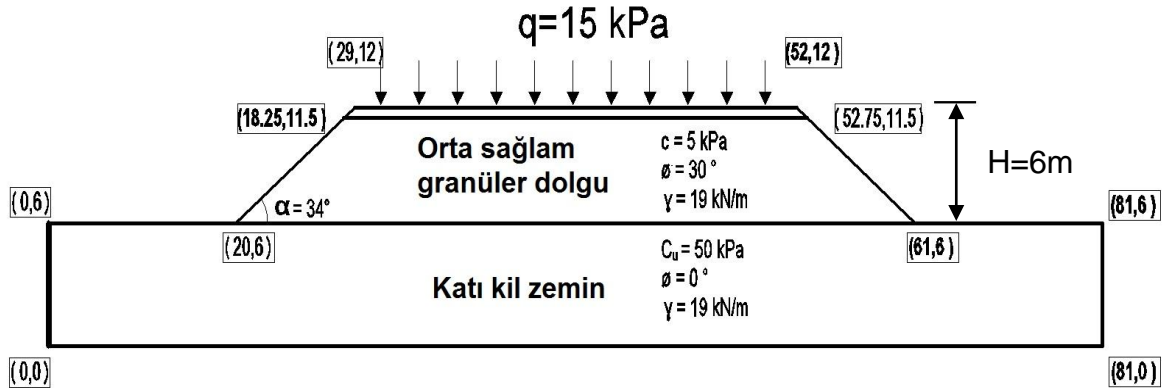 q=15 kPa
(29,12)
(52,12)
(18.25,11.5)
(52.75,11.5)
Orta sağlam
granüler dolgu
c = 5 kPa
ø = 30°
γ = 19 kN/m
H=6m
(0,6)
α = 34°
(81,6)
(20,6)
(61,6)
Katı kil zemin
Cu = 50 kPa
ø = 0°
γ = 19 kN/m
(0,0)
(81,0)